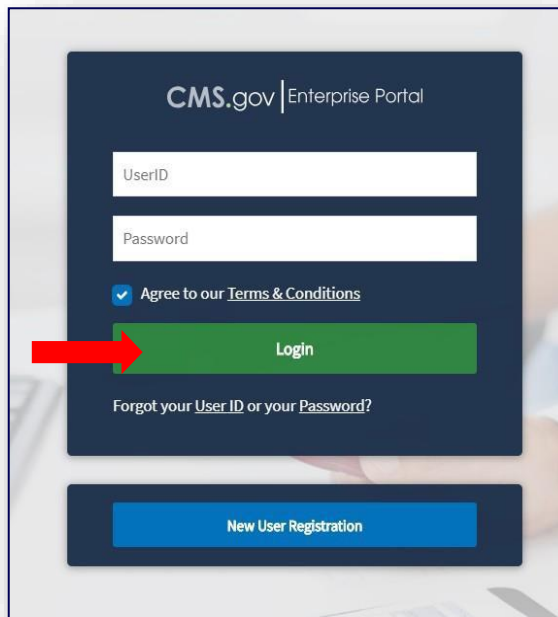 CMS.gov | Enterprise Portal
UserID
Password
Agree to our Terms & Conditions
Login
Forgot your User ID or your Password?
New User Registration